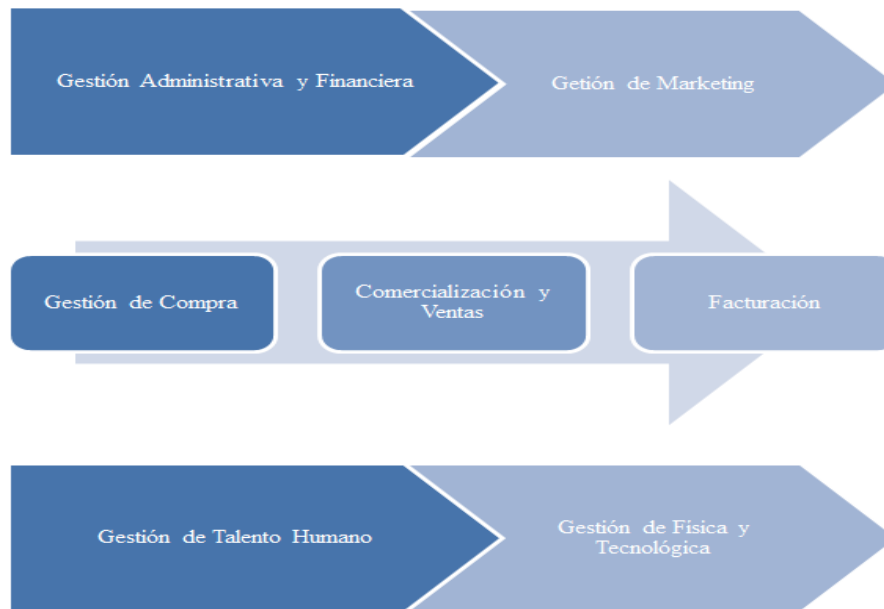 Gestión Administrativa y Financiera
Getión de Marketing
Gestión de Compra
Comercialización y
Ventas
Facturación
Gestión de Talento Humano
Gestión de Fisica y
Tecnológica